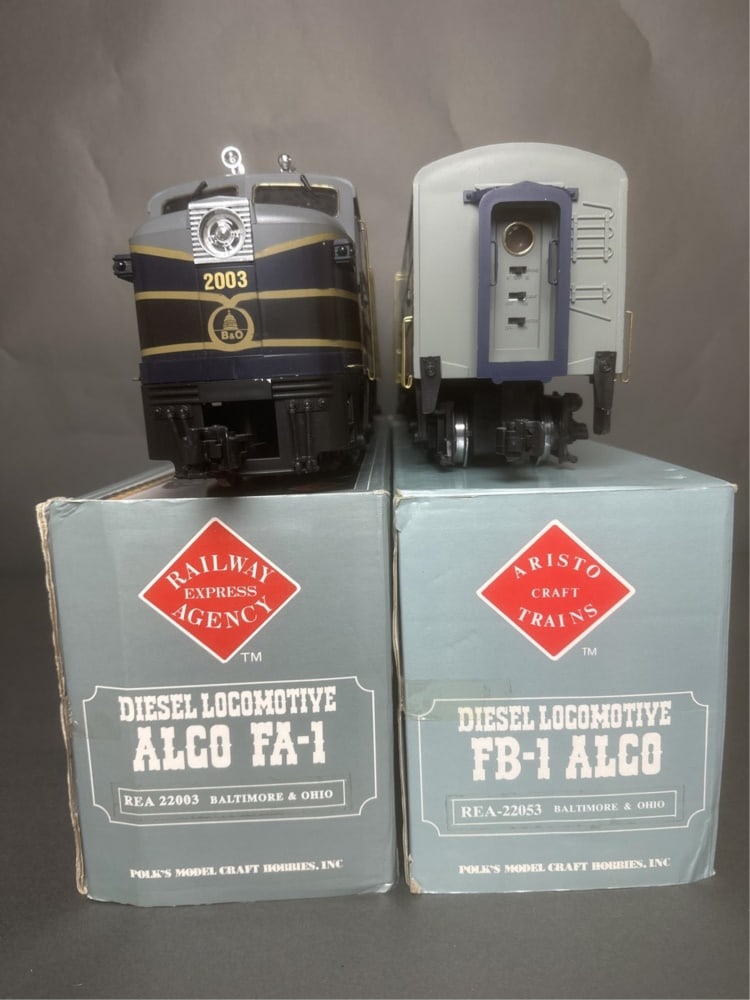 2003
B&O
RAILWAY
EXPRESS
AGENCY
TM
DIESEL LOCOMOTIVE
ALCO FA-1
REA 22003 BALTIMORE & OHIO
POLK'S MODEL CRAFT HOBBIES, INC
ARISTO
CRAFT
TRAINS
TM
DIESEL LOCOMOTIVE
FB-1 ALCO
REA-22053 BALTIMORE & OHIO
POLK'S MODEL CRAFT HOBBIES, INC